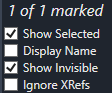 1 of 1 marked
Show Selected
Display Name
Show Invisible
Ignore XRefs